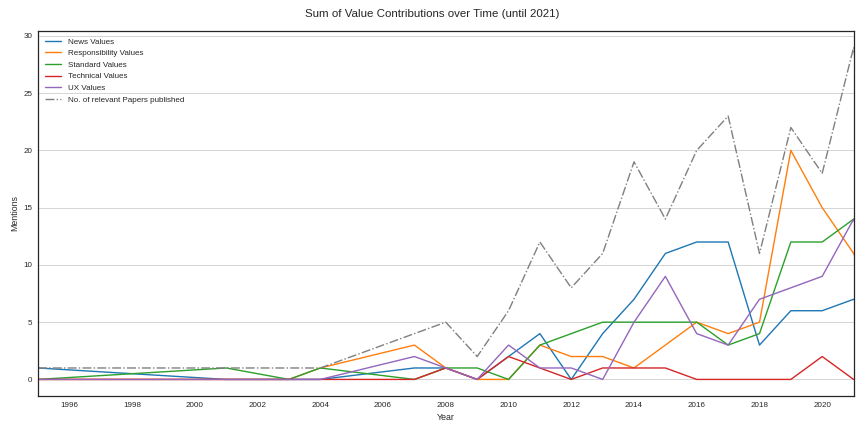 Sum of Value Contributions over Time (until 2021)
30
25
20
15
10
5
0
Mentions
News Values
Responsibility Values
Standard Values
Technical Values
UX Values
No. of relevant Papers published
1996 1998 2000 2002 2004 2006 2008 2010 2012 2014 2016 2018 2020
Year